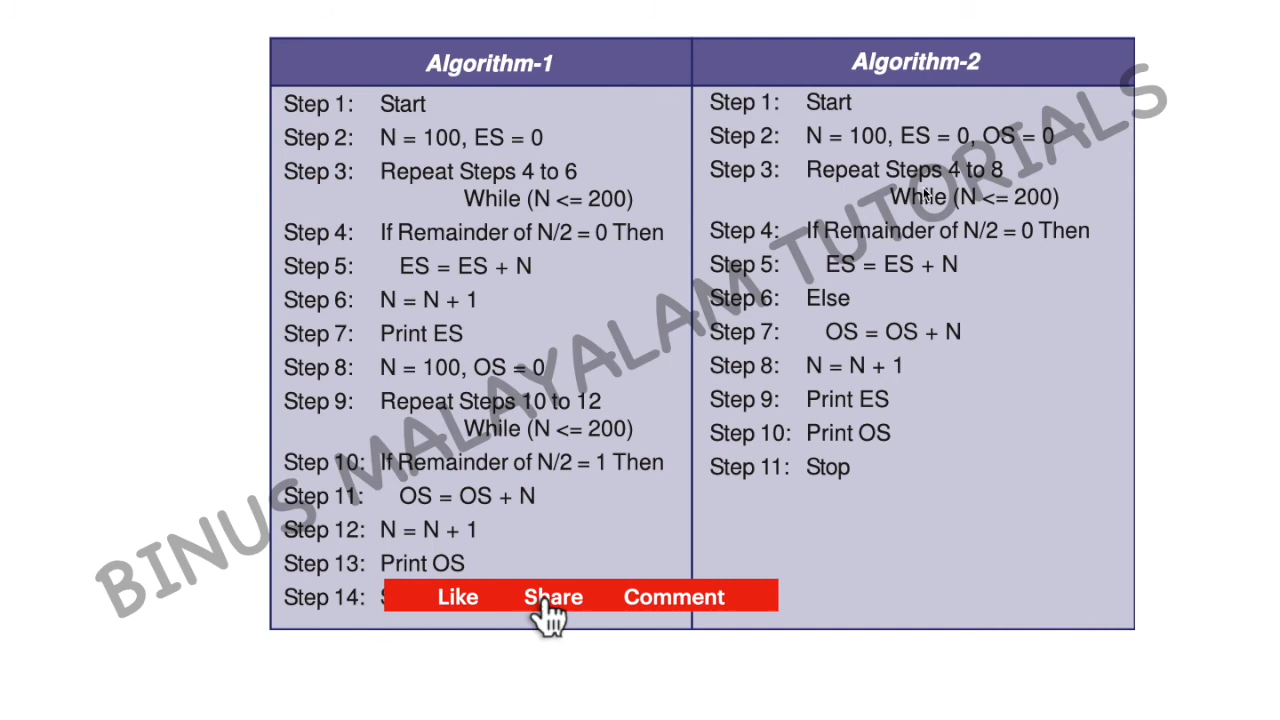 Algorithm-1
Step 1: Start
Step 2: N = 100, ES = 0
Step 3: Repeat Steps 4 to 6
While (N <= 200)
Step 4: If Remainder of N/2 = 0 Then
Step 5: ES = ES + N
Step 6: N = N + 1
Step 7: Print ES
Step 8: N = 100, OS = 0
Step 9: Repeat Steps 10 to 12
While (N <= 200)
Step 10: If Remainder of N/2 = 1 Then
Step 11: OS = OS + N
Step 12: N = N + 1
Step 13: Print OS
Step 14:
Algorithm-2
Step 1: Start
Step 2: N = 100, ES = 0, OS = 0
Step 3: Repeat Steps 4 to 8
While (N <= 200)
Step 4: If Remainder of N/2 = 0 Then
Step 5: ES = ES + N
Step 6: Else
Step 7: OS = OS + N
Step 8: N = N + 1
Step 9: Print ES
Step 10: Print OS
Step 11: Stop
BINUS MALAYALAM TUTORIALS
Like Share Comment